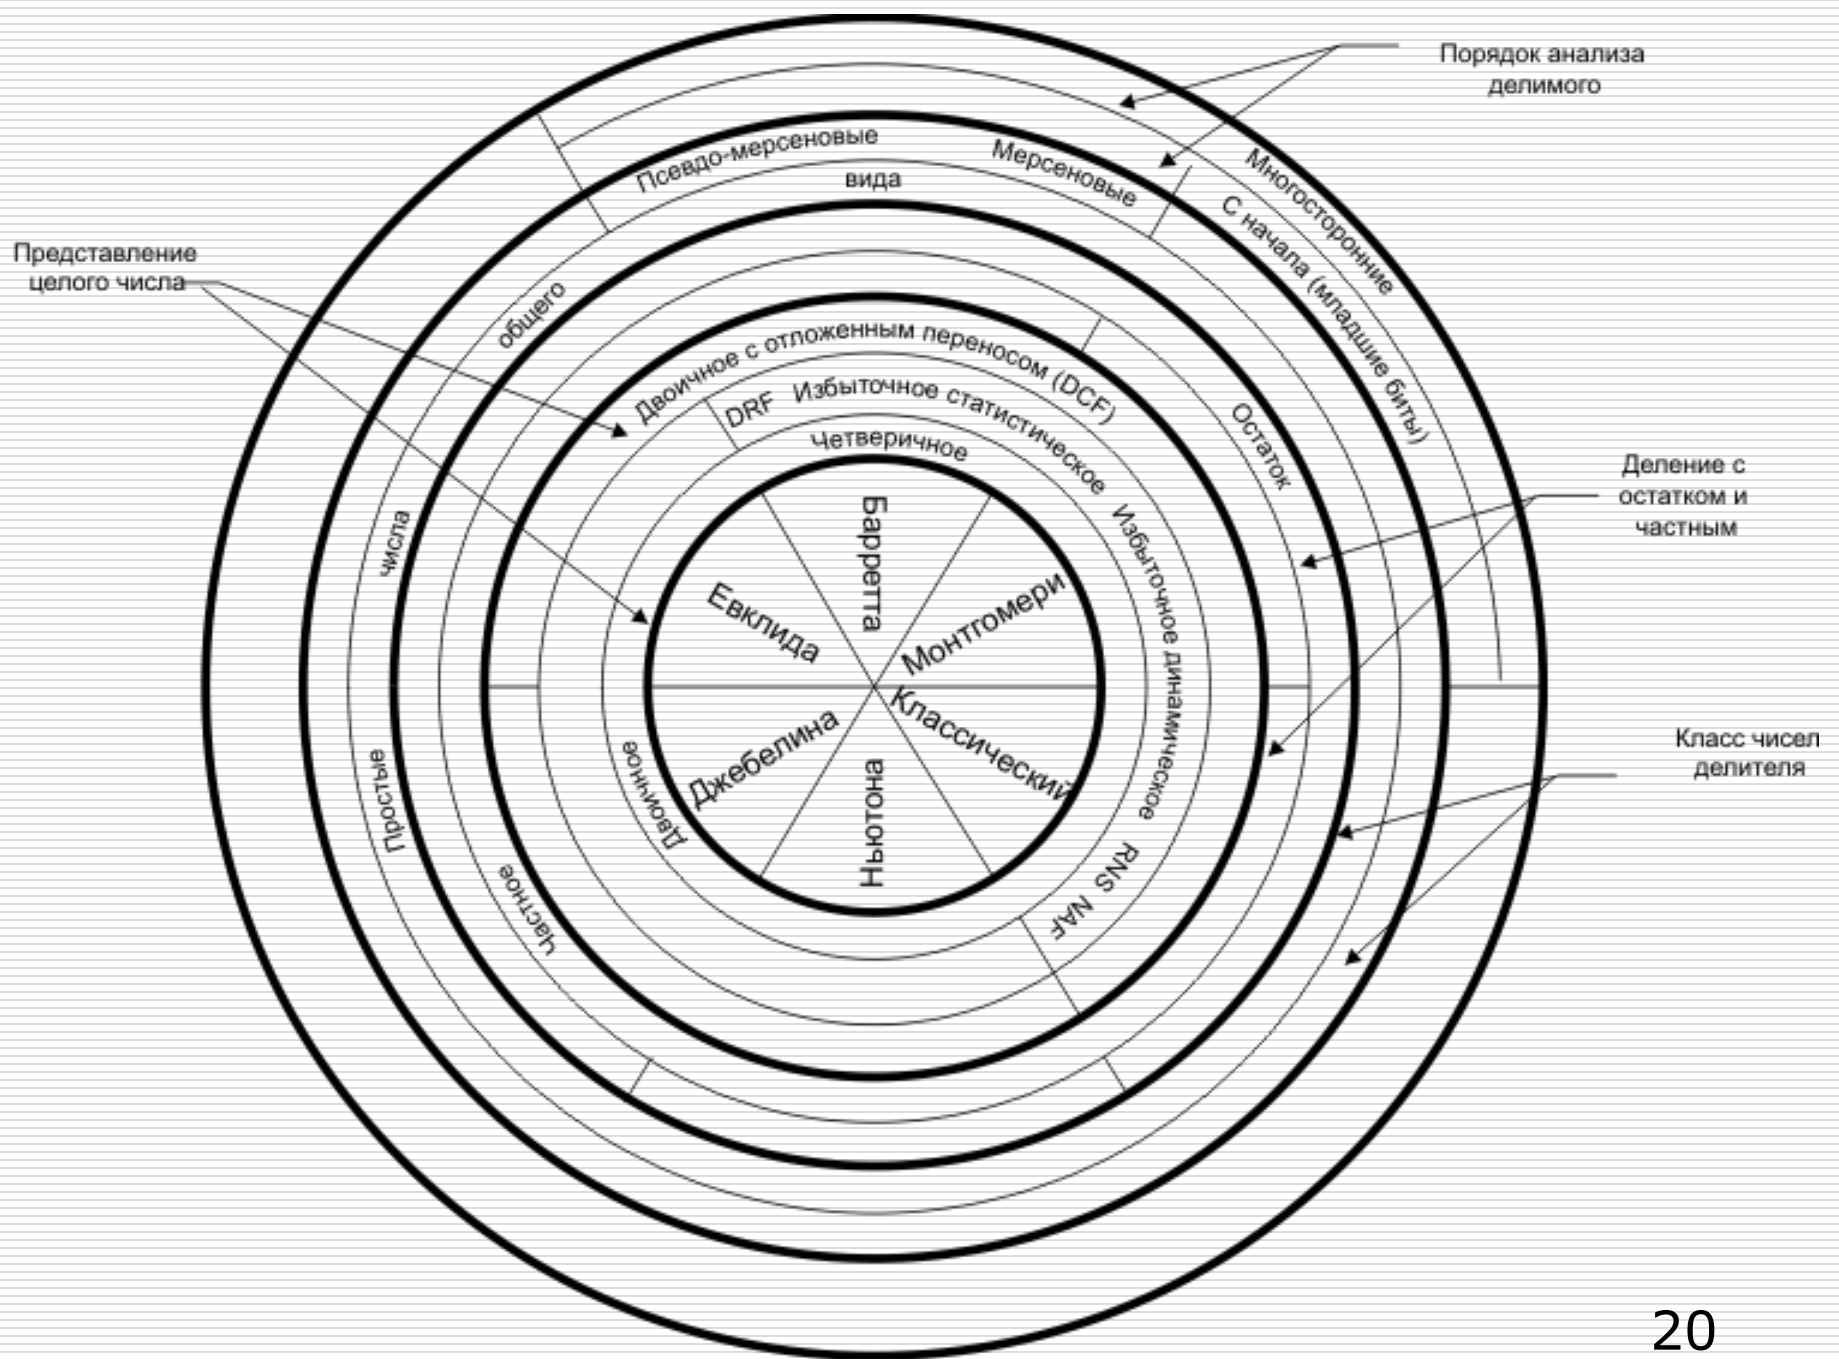 Порядок анализа
делимого
Представление
целого числа
Деление с
остатком и
частным
Класс чисел
делителя
Многосторонние
С начала (младшие биты)
Псевдо-мерсеновые
Мерсеновые
вида
общего
числа
Простые
Остаток
Частное
Двоичное с отложенным переносом (DCF)
DRF
Избыточное статистическое
Избыточное динамическое
RNS
NAF
Четверичное
Двоичное
Барретта
Монтгомери
Классический
Ньютона
Джебелина
Евклида
20